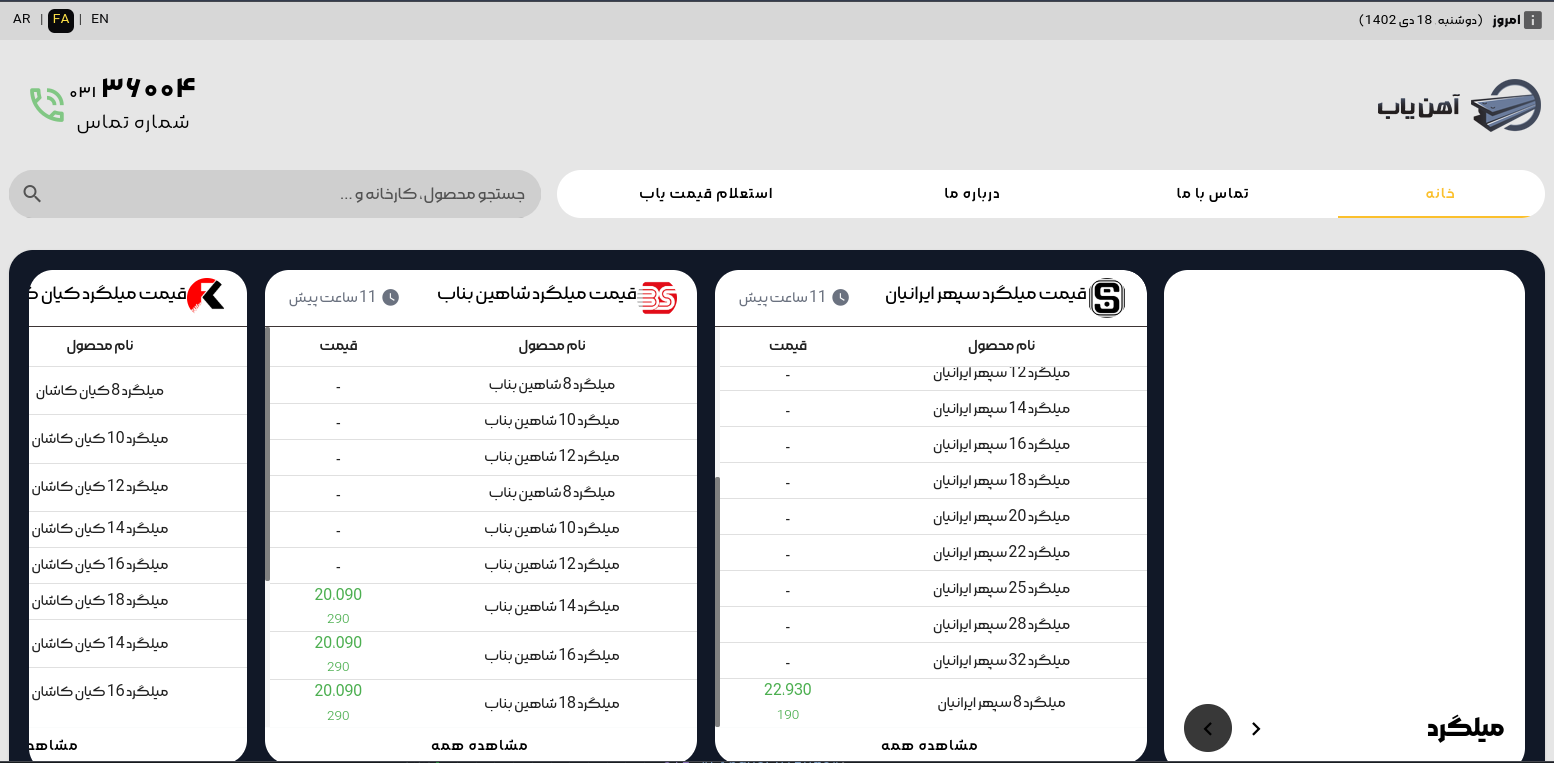 امروز (دوشنبه 18 دی 1402)
AR | FA | EN
آهن یاب
۰۳۱ ۳۶۰۰۴
شماره تماس
خانه
تماس با ما
درباره ما
استعلام قیمت یاب
جستجو محصول، کارخانه و ...
میلگرد
قیمت میلگرد سپهر ایرانیان
11 ساعت پیش
نام محصول قیمت
میلگرد 12 سپهر ایرانیان -
میلگرد 14 سپهر ایرانیان -
میلگرد 16 سپهر ایرانیان -
میلگرد 18 سپهر ایرانیان -
میلگرد 20 سپهر ایرانیان -
میلگرد 22 سپهر ایرانیان -
میلگرد 25 سپهر ایرانیان -
میلگرد 28 سپهر ایرانیان -
میلگرد 32 سپهر ایرانیان -
میلگرد 8 سپهر ایرانیان 22.930
190
مشاهده همه
قیمت میلگرد شاهین بناب
11 ساعت پیش
نام محصول قیمت
میلگرد 8 شاهین بناب -
میلگرد 10 شاهین بناب -
میلگرد 12 شاهین بناب -
میلگرد 8 شاهین بناب -
میلگرد 10 شاهین بناب -
میلگرد 12 شاهین بناب -
میلگرد 14 شاهین بناب 20.090
290
میلگرد 16 شاهین بناب 20.090
290
میلگرد 18 شاهین بناب 20.090
290
مشاهده همه
قیمت میلگرد کیان
نام محصول
میلگرد 8 کیان کاشان
میلگرد 10 کیان کاشان
میلگرد 12 کیان کاشان
میلگرد 14 کیان کاشان
میلگرد 16 کیان کاشان
میلگرد 18 کیان کاشان
میلگرد 14 کیان کاشان
میلگرد 16 کیان کاشان